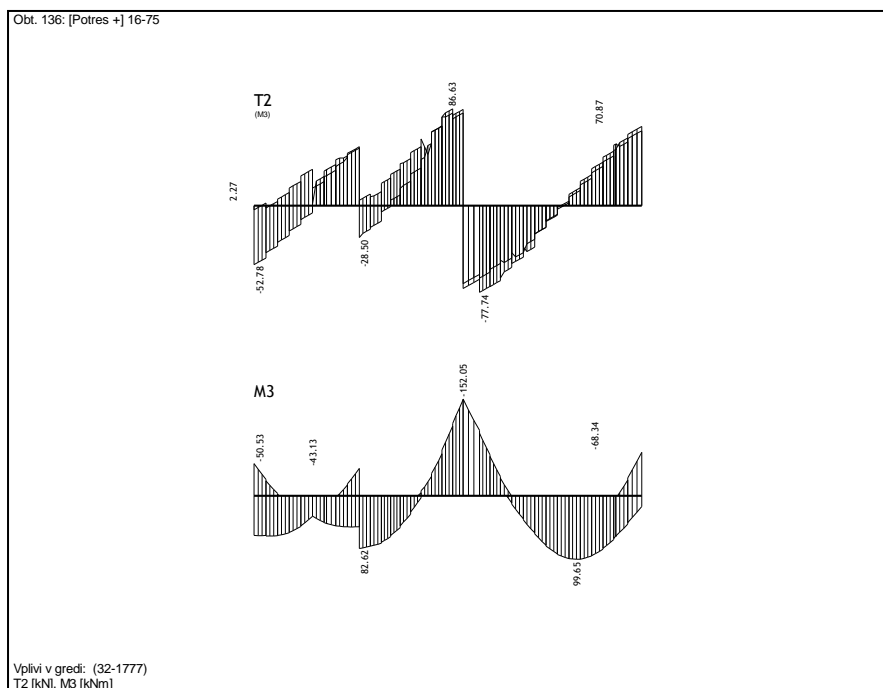 Obt. 136: [Potres +] 16-75
T2
(M3)
86.63
70.87
2.27
-52.78
-28.50
-77.74
M3
-152.05
-50.53
-43.13
-68.34
82.62
99.65
Vplivi v gredi: (32-1777)
T2 [kN], M3 [kNm]